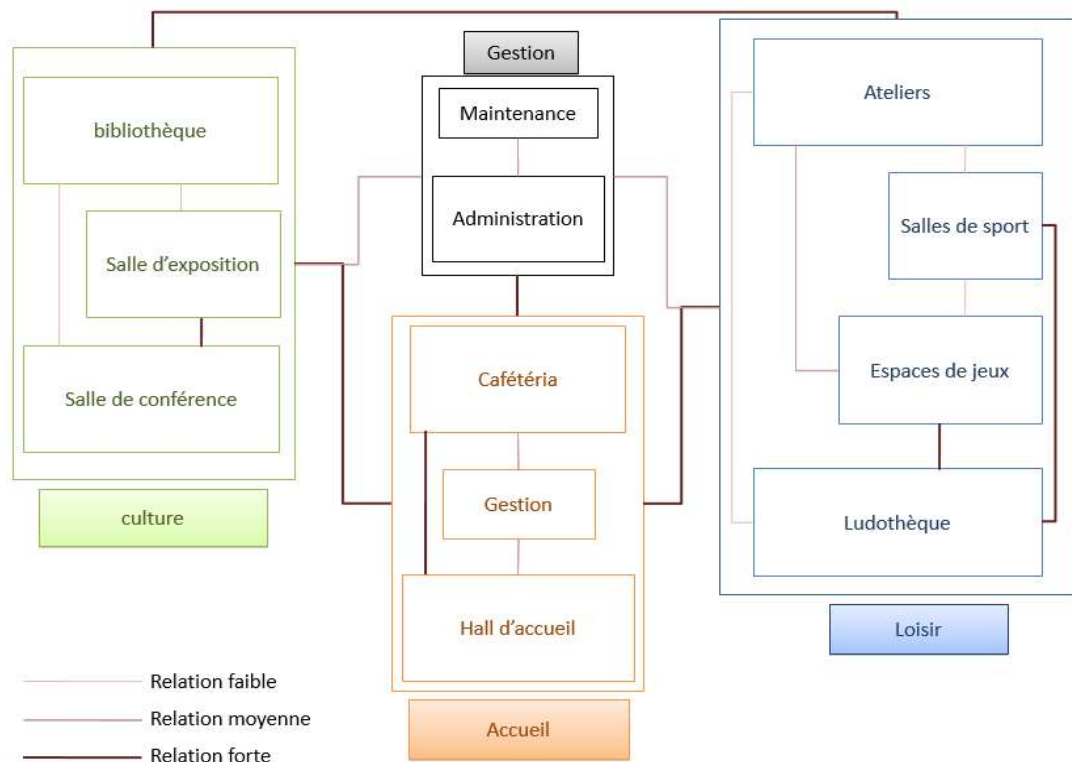 Gestion
Maintenance
Administration
bibliothèque
Salle d’exposition
Salle de conférence
culture
Cafétéria
Gestion
Hall d’accueil
Accueil
Ateliers
Salles de sport
Espaces de jeux
Ludothèque
Loisir
Relation faible
Relation moyenne
Relation forte